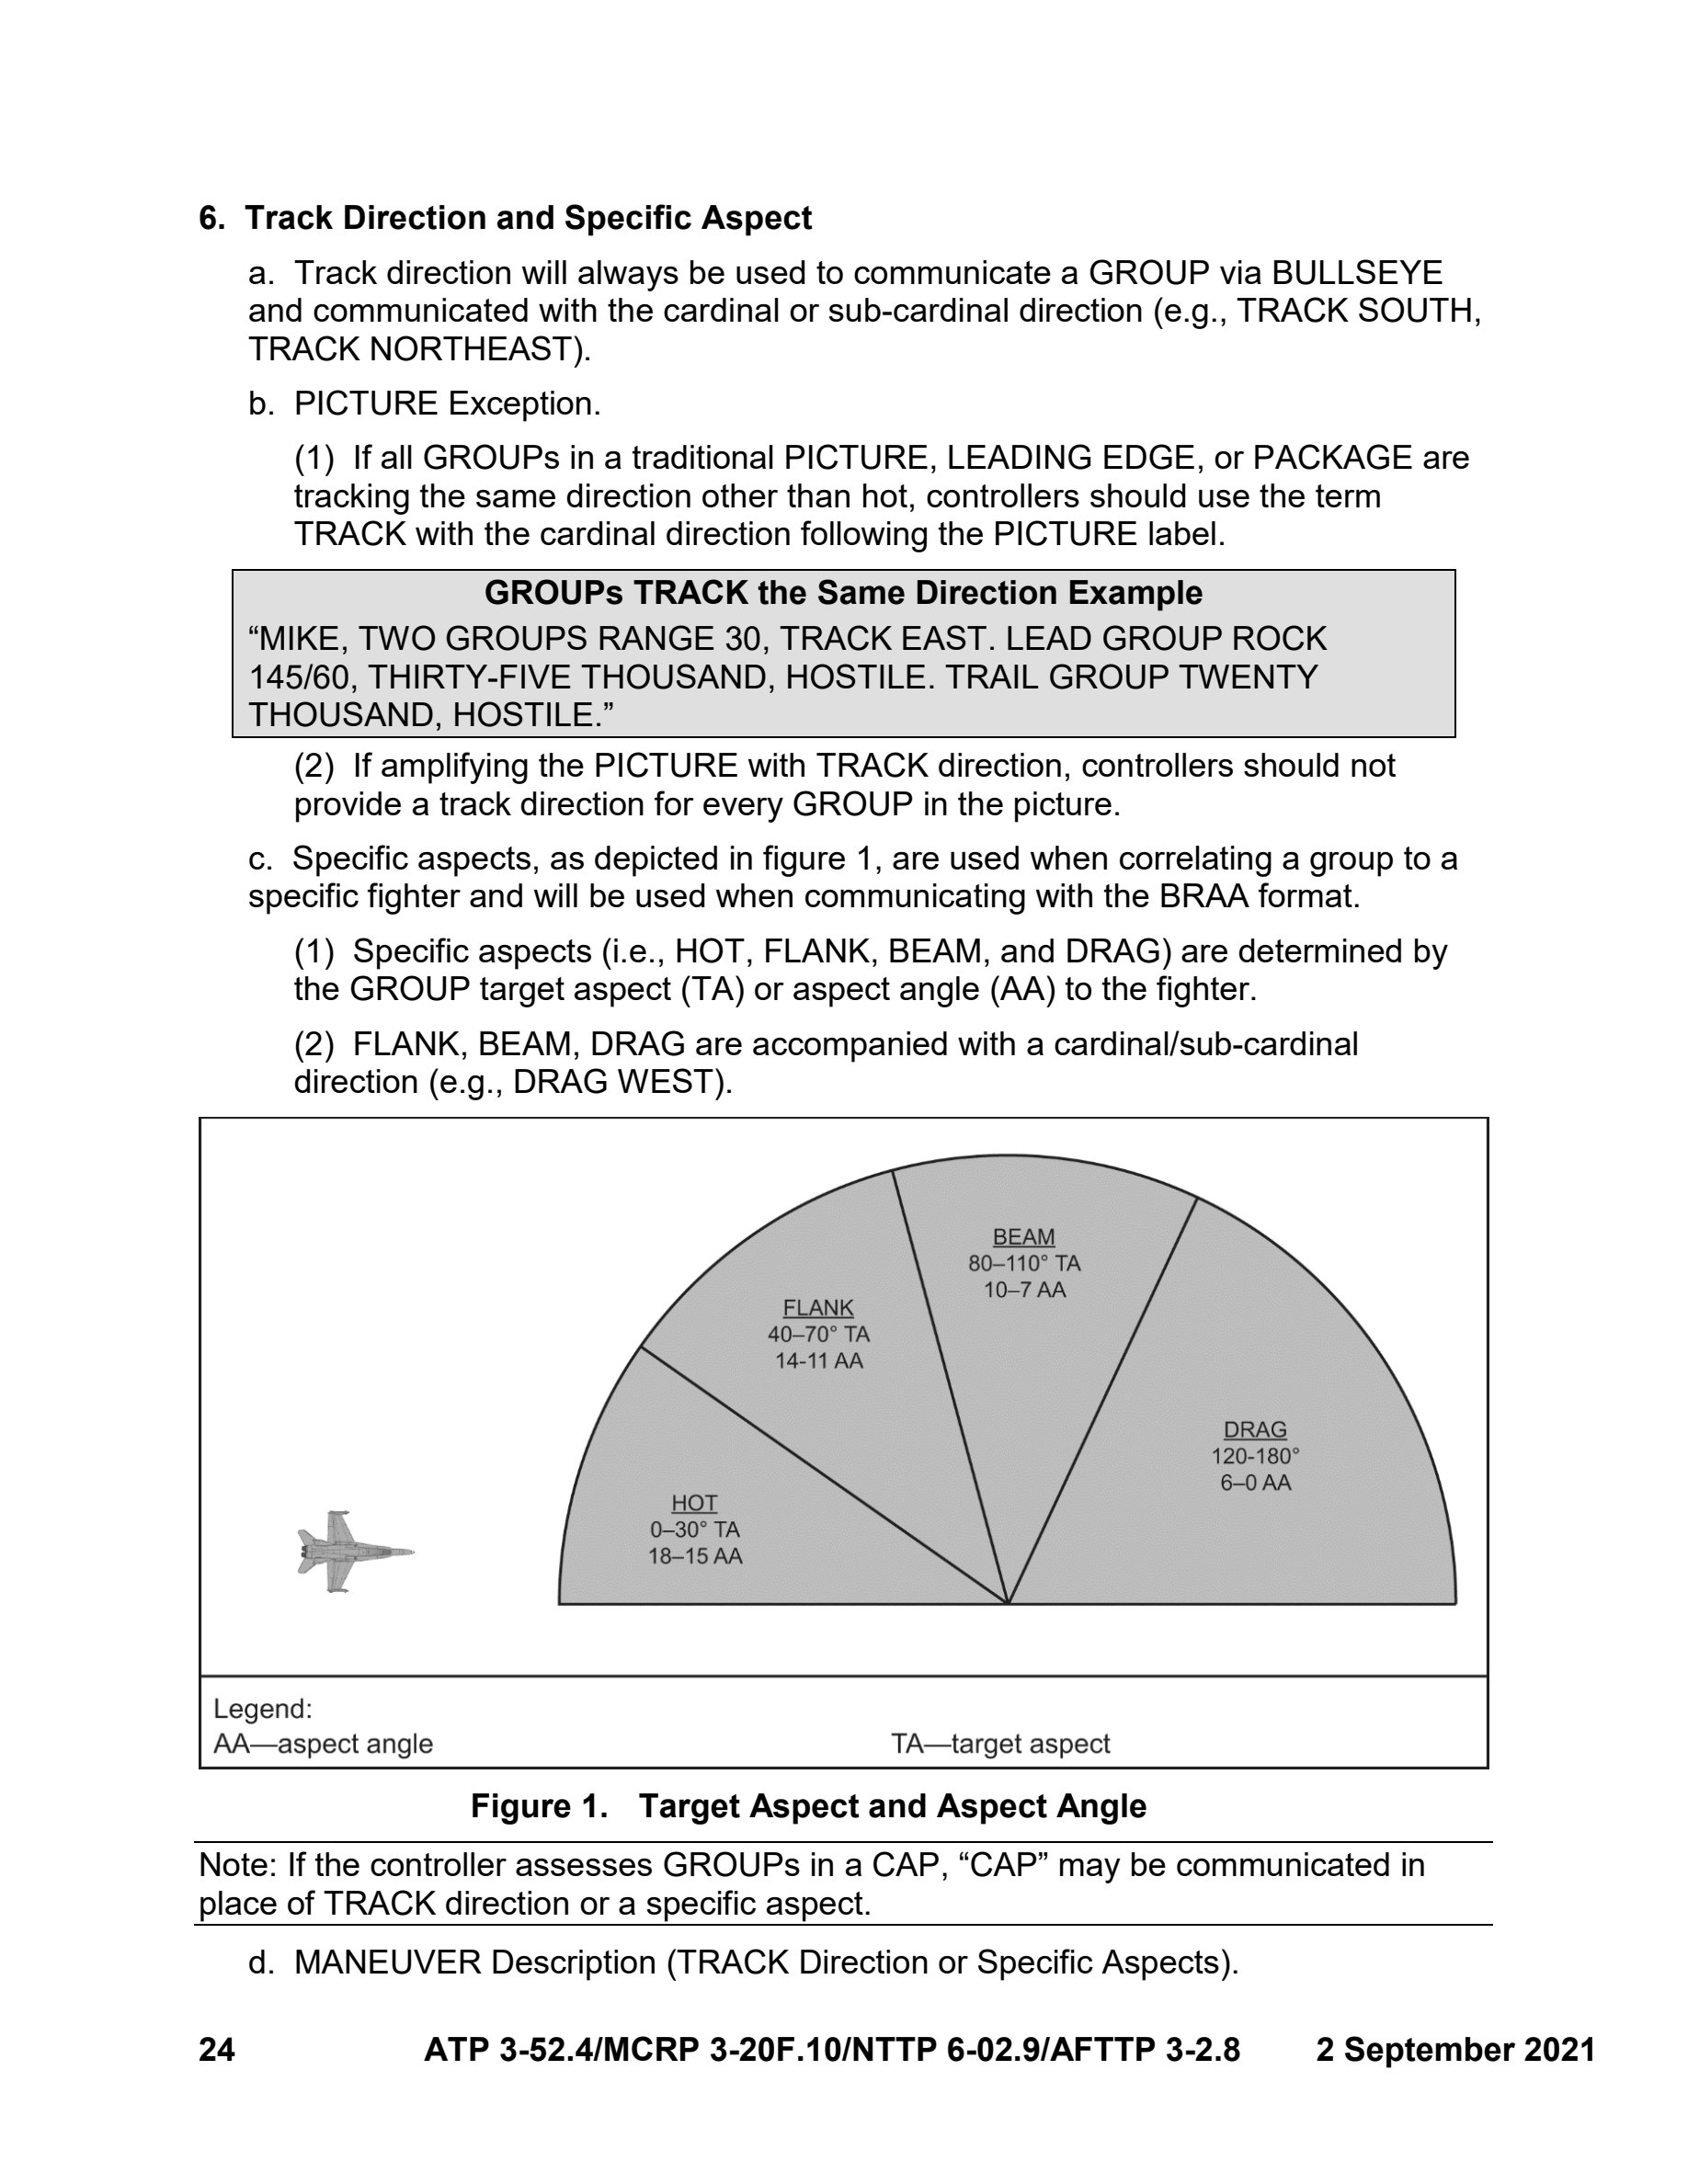 6.  Track Direction and Specific Aspect
a.  Track direction will always be used to communicate a GROUP via BULLSEYE
and communicated with the cardinal or sub-cardinal direction (e.g., TRACK SOUTH,
TRACK NORTHEAST).
b.  PICTURE Exception.
(1)  If all GROUPs in a traditional PICTURE, LEADING EDGE, or PACKAGE are
tracking the same direction other than hot, controllers should use the term
TRACK with the cardinal direction following the PICTURE label.
GROUPs TRACK the Same Direction Example
“MIKE, TWO GROUPS RANGE 30, TRACK EAST. LEAD GROUP ROCK
145/60, THIRTY-FIVE THOUSAND, HOSTILE. TRAIL GROUP TWENTY
THOUSAND, HOSTILE.”
(2)  If amplifying the PICTURE with TRACK direction, controllers should not
provide a track direction for every GROUP in the picture.
c.  Specific aspects, as depicted in figure 1, are used when correlating a group to a
specific fighter and will be used when communicating with the BRAA format.
(1)  Specific aspects (i.e., HOT, FLANK, BEAM, and DRAG) are determined by
the GROUP target aspect (TA) or aspect angle (AA) to the fighter.
(2)  FLANK, BEAM, DRAG are accompanied with a cardinal/sub-cardinal
direction (e.g., DRAG WEST).
HOT
0–30° TA
18–15 AA
FLANK
40–70° TA
14-11 AA
BEAM
80–110° TA
10–7 AA
DRAG
120-180°
6–0 AA
Legend:
AA—aspect angle
TA—target aspect
Figure 1.   Target Aspect and Aspect Angle
Note: If the controller assesses GROUPs in a CAP, “CAP” may be communicated in
place of TRACK direction or a specific aspect.
d.  MANEUVER Description (TRACK Direction or Specific Aspects).
24 ATP 3-52.4/MCRP 3-20F.10/NTTP 6-02.9/AFTTP 3-2.8 2 September 2021